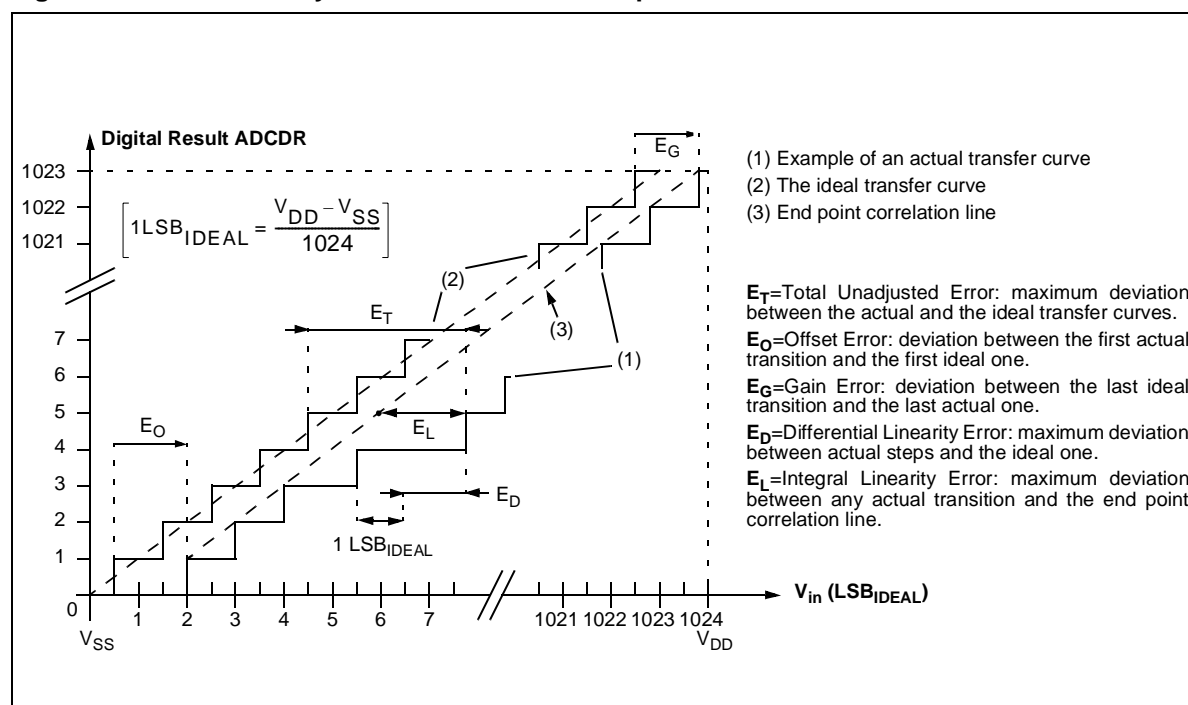 Digital Result ADCDR
E_G
1023
1022
1021
[1LSB_IDEAL = (V_DD – V_SS) / 1024]
(1) Example of an actual transfer curve
(2) The ideal transfer curve
(3) End point correlation line
(2)
(3)
(1)
E_T
7
6
5
4
3
2
1
0
E_O
E_L
E_D
1 LSB_IDEAL
E_T=Total Unadjusted Error: maximum deviation
between the actual and the ideal transfer curves.
E_O=Offset Error: deviation between the first actual
transition and the first ideal one.
E_G=Gain Error: deviation between the last ideal
transition and the last actual one.
E_D=Differential Linearity Error: maximum deviation
between actual steps and the ideal one.
E_L=Integral Linearity Error: maximum deviation
between any actual transition and the end point
correlation line.
1 2 3 4 5 6 7 1021 1022 1023 1024
V_in (LSB_IDEAL)
V_SS
V_DD